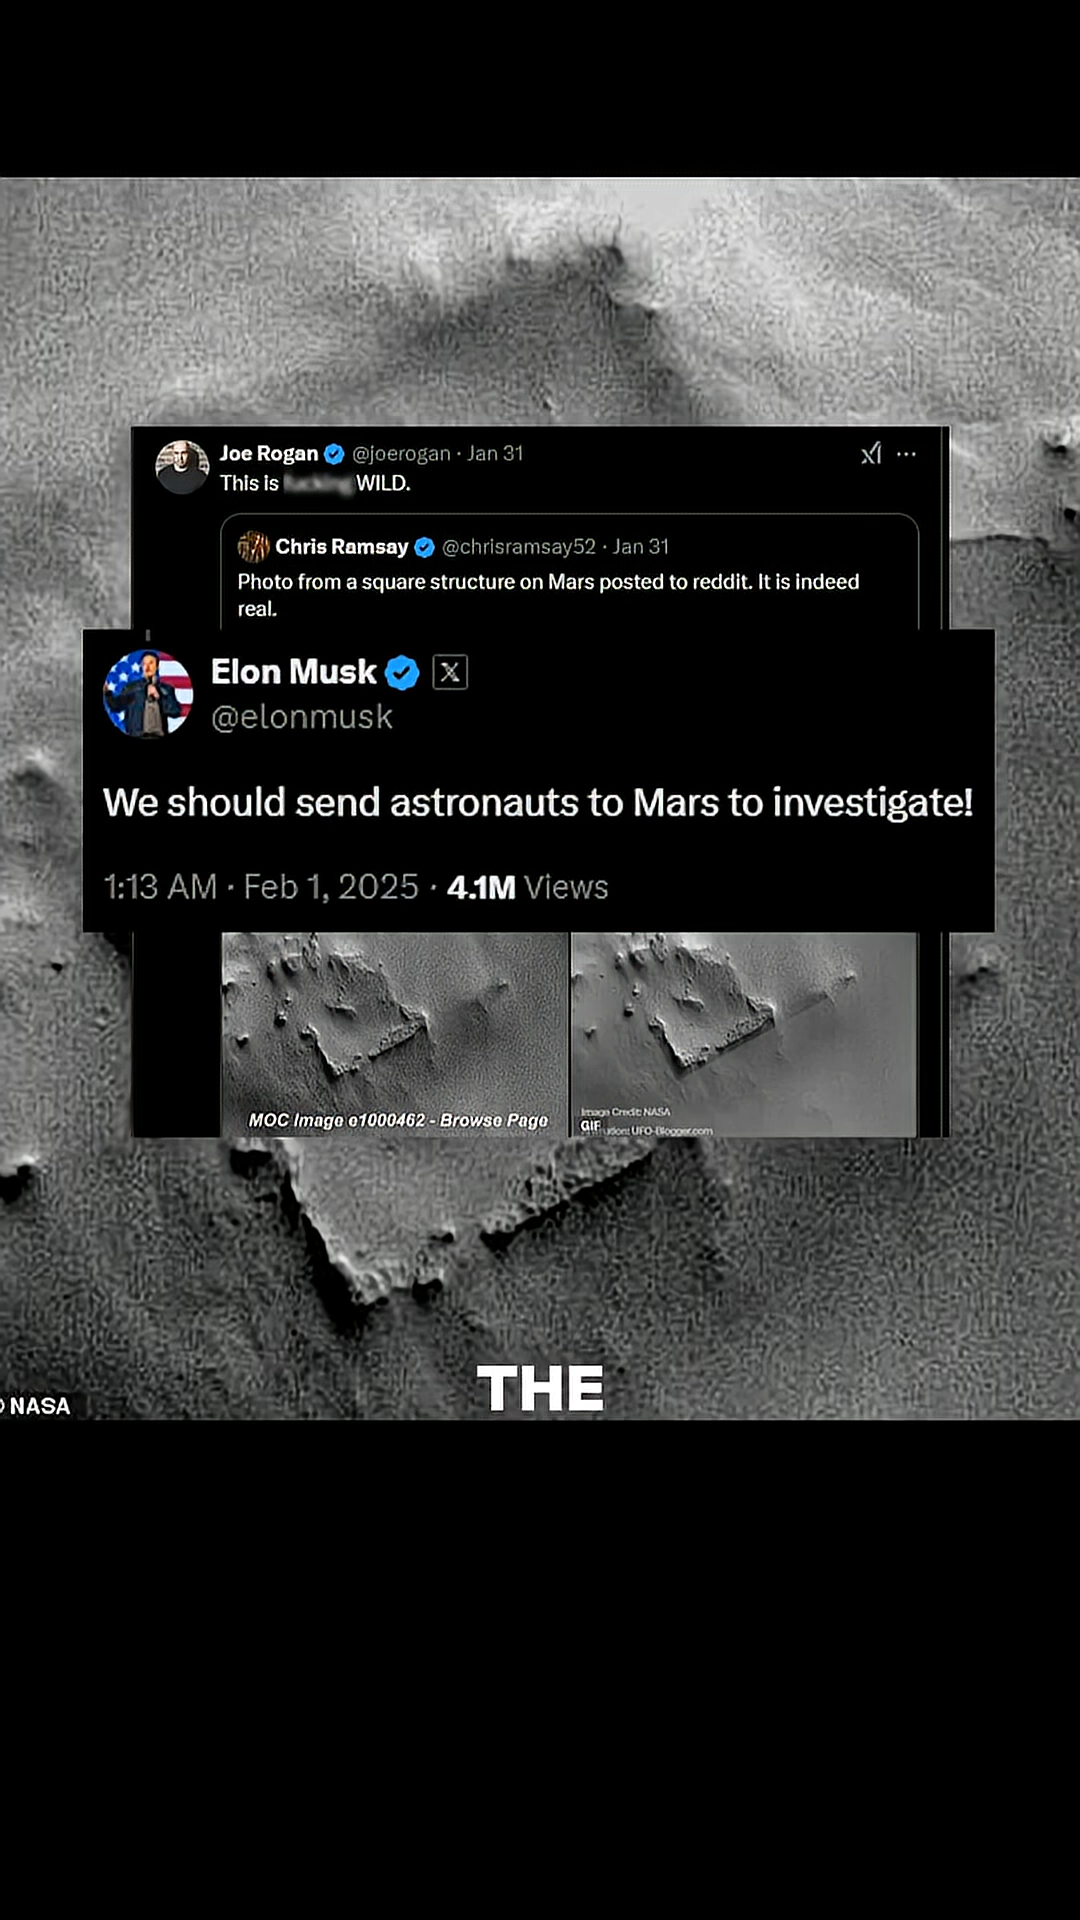 Joe Rogan @joerogan · Jan 31
This is WILD.
Chris Ramsay @chrisramsay52 · Jan 31
Photo from a square structure on Mars posted to reddit. It is indeed
real.
Elon Musk
@elonmusk
We should send astronauts to Mars to investigate!
1:13 AM · Feb 1, 2025 · 4.1M Views
MOC Image e1000462 - Browse Page
Image Credit: NASA
GIF
UFO-Blogger.com
THE
NASA